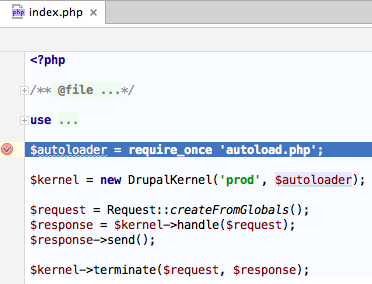 php index.php ×
<?php
/** @file ...*/
use ...
$autoloader = require_once 'autoload.php';
$kernel = new DrupalKernel('prod', $autoloader);
$request = Request::createFromGlobals();
$response = $kernel->handle($request);
$response->send();
$kernel->terminate($request, $response);